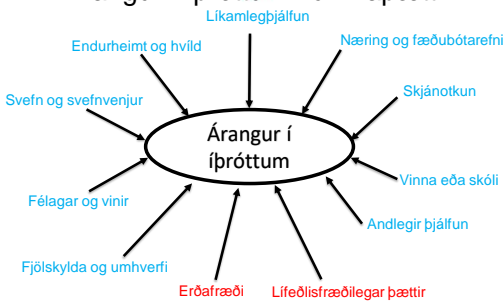 Líkamlegþjálfun
Endurheimt og hvíld
Næring og fæðubótarefni
Svefn og svefnvenjur
Skjánotkun
Árangur í
íþróttum
Vinna eða skóli
Félagar og vinir
Andlegir þjálfun
Fjölskylda og umhverfi
Erðafræði
Lífeðlisfræðilegar þættir